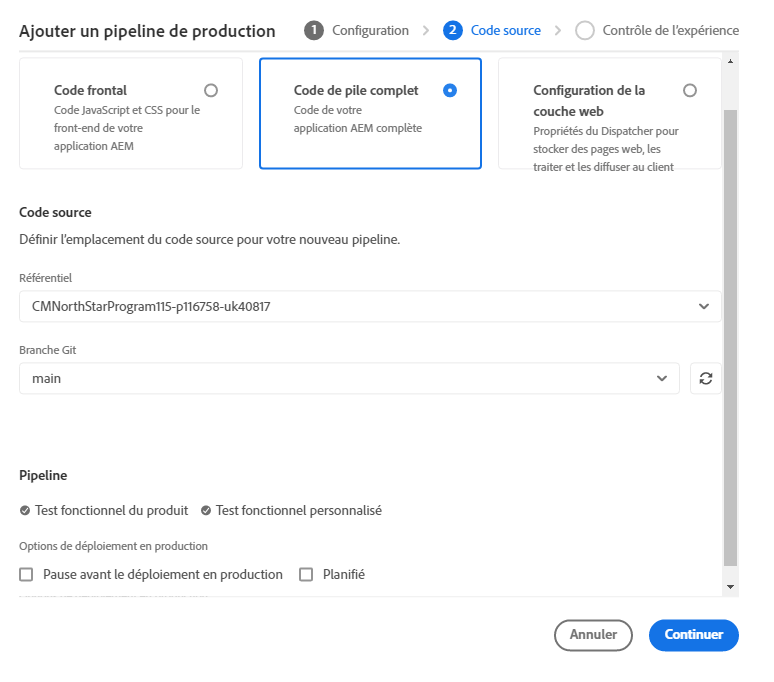 Ajouter un pipeline de production
1 Configuration
2 Code source
Contrôle de l'expérience
Code frontal
Code JavaScript et CSS pour le
front-end de votre
application AEM
Code de pile complet
Code de votre
application AEM complète
Configuration de la
couche web
Propriétés du Dispatcher pour
stocker des pages web, les
traiter et les diffuser au client
Code source
Définir l'emplacement du code source pour votre nouveau pipeline.
Référentiel
CMNorthStarProgram115-p116758-uk40817
Branche Git
main
Pipeline
Test fonctionnel du produit
Test fonctionnel personnalisé
Options de déploiement en production
Pause avant le déploiement en production
Planifié
Annuler
Continuer